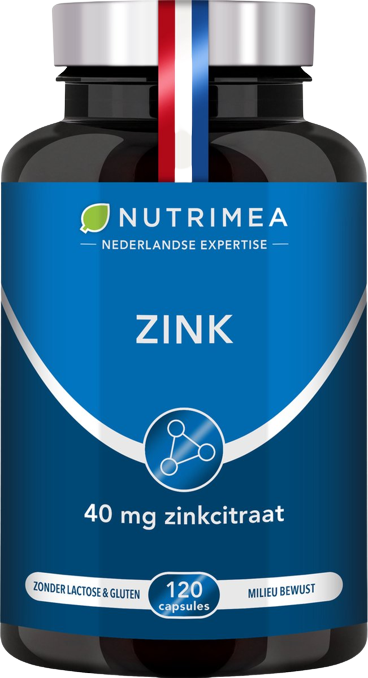 NUTRIMEA
NEDERLANDSE EXPERTISE
ZINK
40 mg zinkcitraat
ZONDER LACTOSE & GLUTEN
120
capsules
MILIEU BEWUST